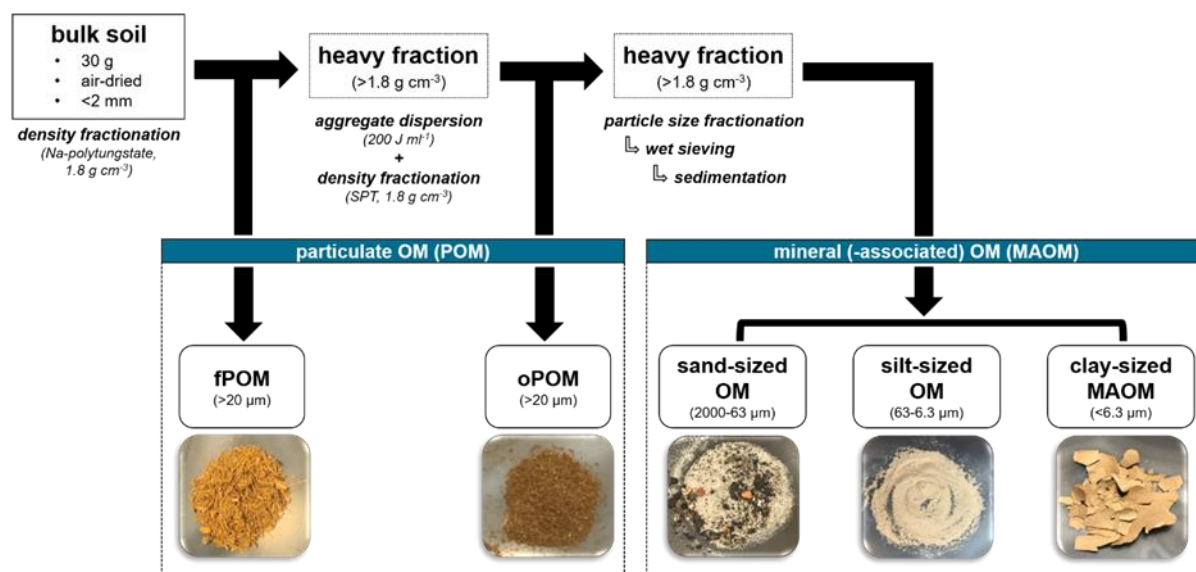 bulk soil
• 30 g
• air-dried
• <2 mm
density fractionation
(Na-polytungstate,
1.8 g cm⁻³)
heavy fraction
(>1.8 g cm⁻³)
aggregate dispersion
(200 J ml⁻¹)
+
density fractionation
(SPT, 1.8 g cm⁻³)
heavy fraction
(>1.8 g cm⁻³)
particle size fractionation
wet sieving
sedimentation
particulate OM (POM)
mineral (-associated) OM (MAOM)
fPOM
(>20 µm)
oPOM
(>20 µm)
sand-sized
OM
(2000-63 µm)
silt-sized
OM
(63-6.3 µm)
clay-sized
MAOM
(<6.3 µm)